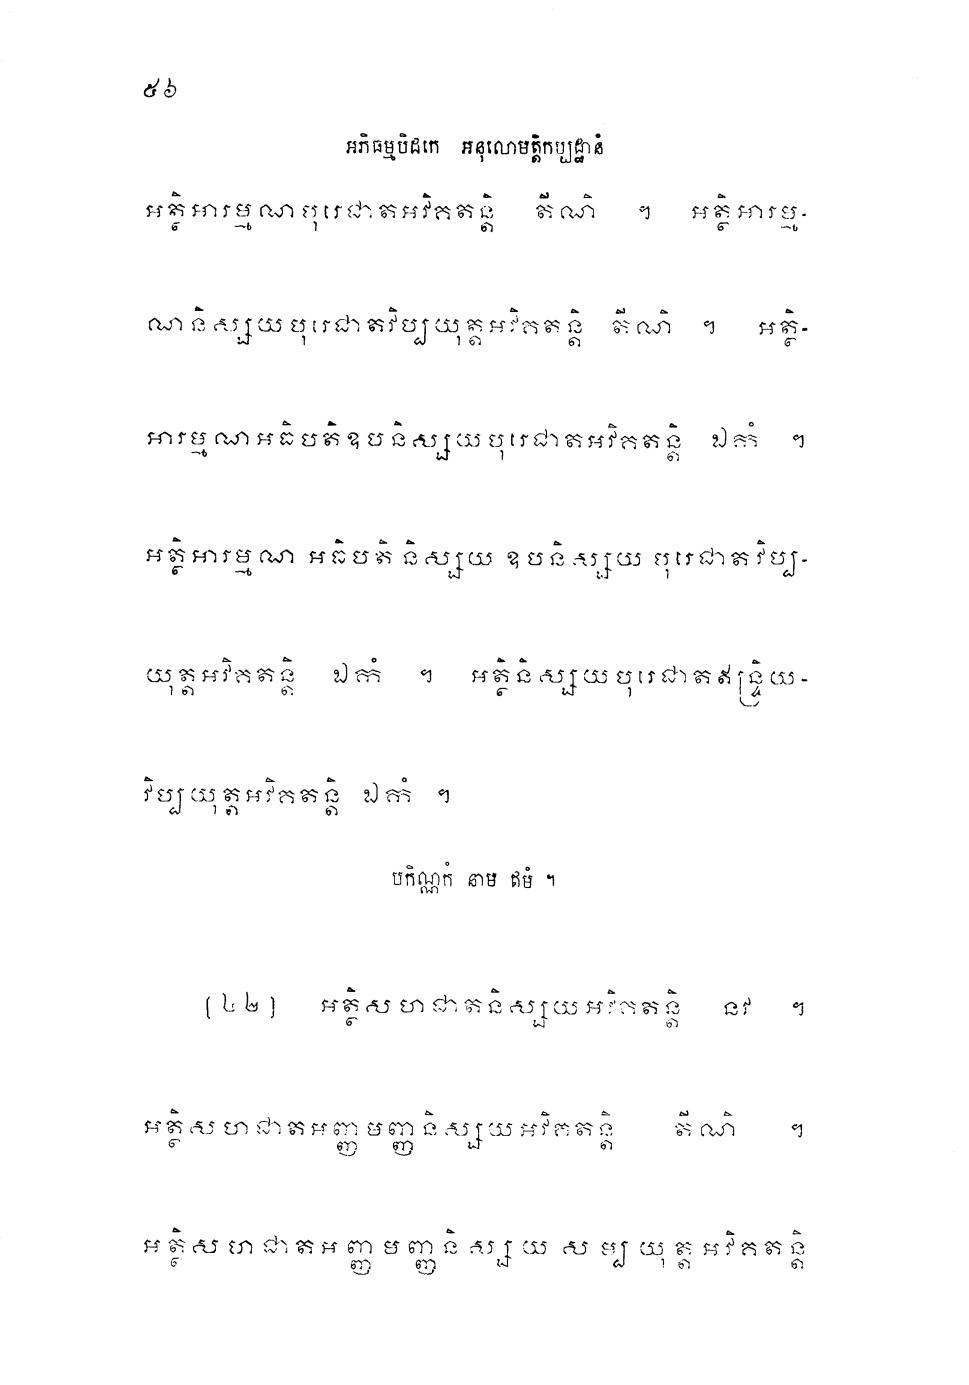 ៥៦
អភិធម្មបិដកេ អនុលោមត្តិកប្បដ្ឋានំ
អត្ថិអារម្មណបុរេជាតអវិគតន្តិ តីណិ ។ អត្ថិអារម្ម-
ណនិស្សយបុរេជាតវិប្បយុត្តអវិគតន្តិ តីណិ ។ អត្ថិ-
អារម្មណអធិបតិឧបនិស្សយបុរេជាតអវិគតន្តិ ឯកំ ។
អត្ថិអារម្មណ អធិបតិ និស្សយ ឧបនិស្សយ បុរេជាតវិប្ប-
យុត្តអវិគតន្តិ ឯកំ ។ អត្ថិនិស្សយបុរេជាតឥន្ទ្រិយ-
វិប្បយុត្តអវិគតន្តិ ឯកំ ។
បកិណ្ណកំ នាម ឥមំ ។
(៤២) អត្ថិសហជាតនិស្សយអវិគតន្តិ នវ ។
អត្ថិសហជាតអញ្ញមញ្ញនិស្សយអវិគតន្តិ តីណិ ។
អត្ថិសហជាតអញ្ញមញ្ញនិស្សយ សម្បយុត្តអវិគតន្តិ